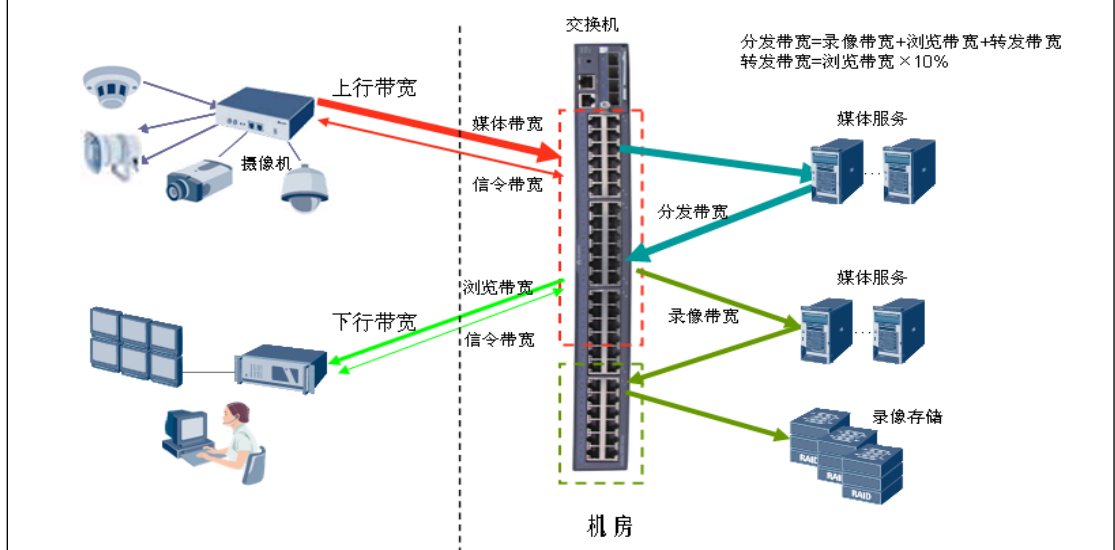 交换机
分发带宽=录像带宽+浏览带宽+转发带宽
转发带宽=浏览带宽×10%
上行带宽
媒体带宽
媒体服务
摄像机
信令带宽
分发带宽
浏览带宽
媒体服务
下行带宽
录像带宽
信令带宽
录像存储
RAID
RAID
RAID
机房